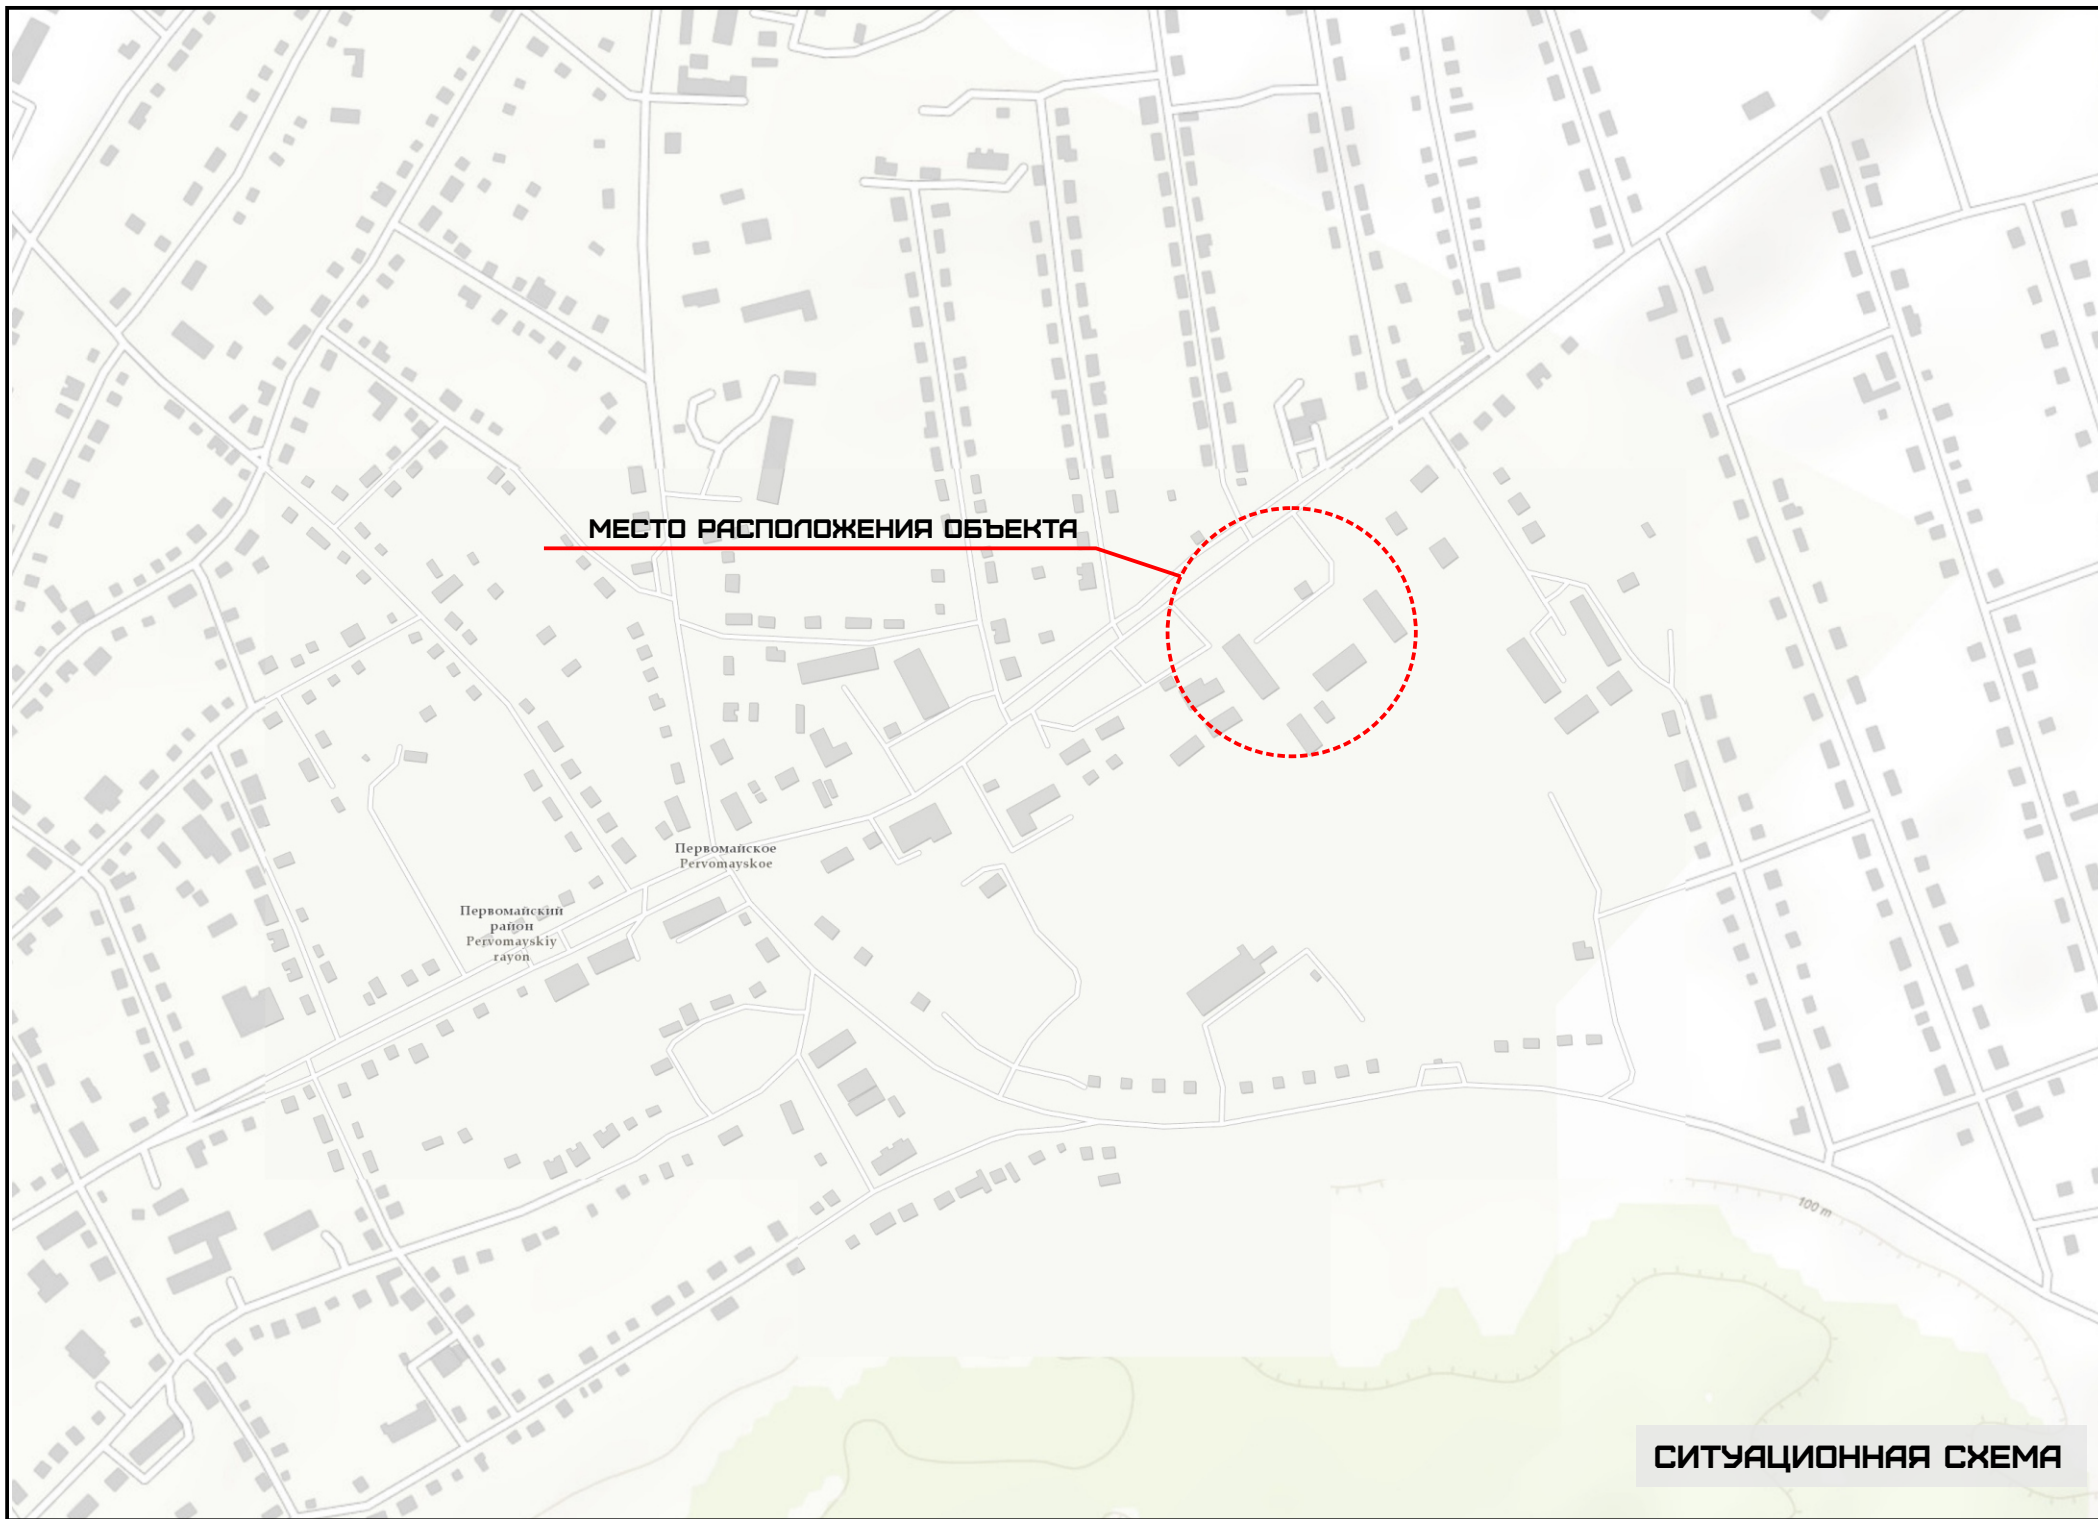 МЕСТО РАСПОЛОЖЕНИЯ ОБЪЕКТА
Первомайское
Pervomayskoe
Первомайский
район
Pervomayskiy
rayon
100 m
СИТУАЦИОННАЯ СХЕМА